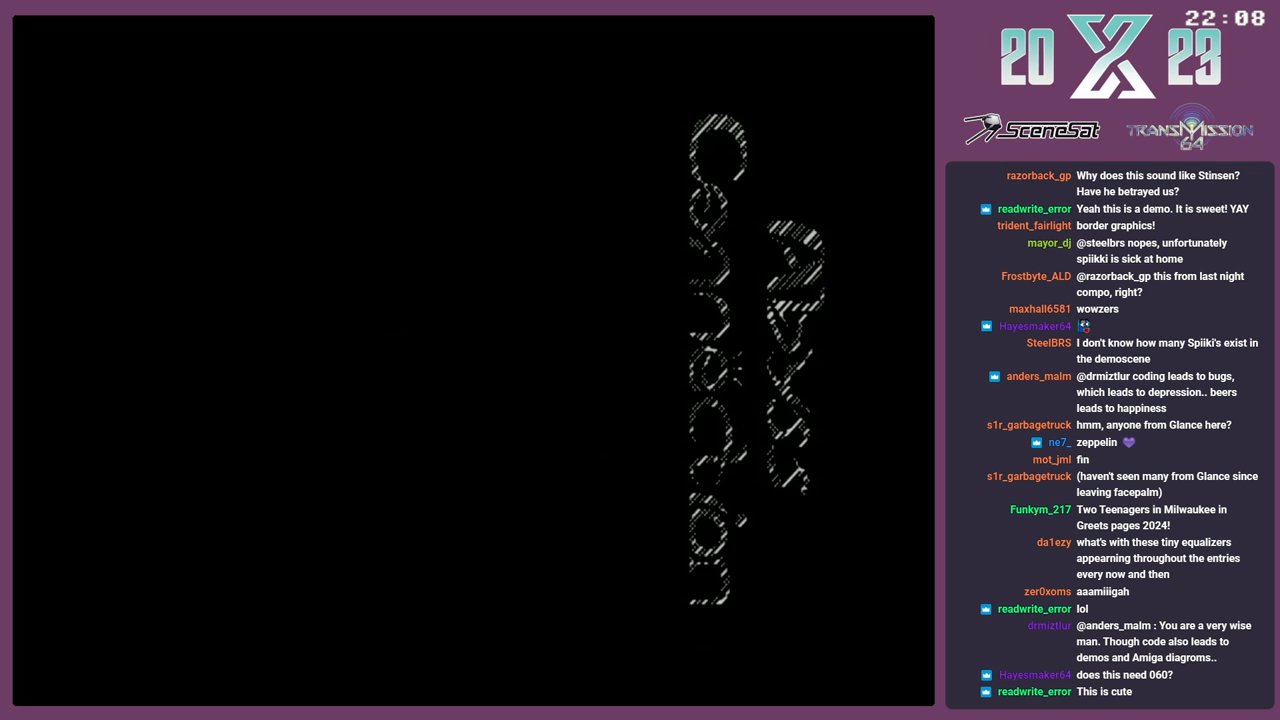 22:08
20 X 23
SceneSat
TRANSMISSION
64
razorback_gp Why does this sound like Stinsen?
Have he betrayed us?
readwrite_error Yeah this is a demo. It is sweet! YAY
trident_fairlight border graphics!
mayor_dj @steelbrs nopes, unfortunately
spiikki is sick at home
Frostbyte_ALD @razorback_gp this from last night
compo, right?
maxhall6581 wowzers
Hayesmaker64
SteelBRS I don't know how many Spiiki's exist in
the demoscene
anders_malm @drmiztlur coding leads to bugs,
which leads to depression.. beers
leads to happiness
s1r_garbagetruck hmm, anyone from Glance here?
ne7_ zeppelin
mot_jml fin
s1r_garbagetruck (haven't seen many from Glance since
leaving facepalm)
Funkym_217 Two Teenagers in Milwaukee in
Greets pages 2024!
da1ezy what's with these tiny equalizers
appearning throughout the entries
every now and then
zer0xoms aaamiiigah
readwrite_error lol
drmiztlur @anders_malm : You are a very wise
man. Though code also leads to
demos and Amiga diagroms..
Hayesmaker64 does this need 060?
readwrite_error This is cute